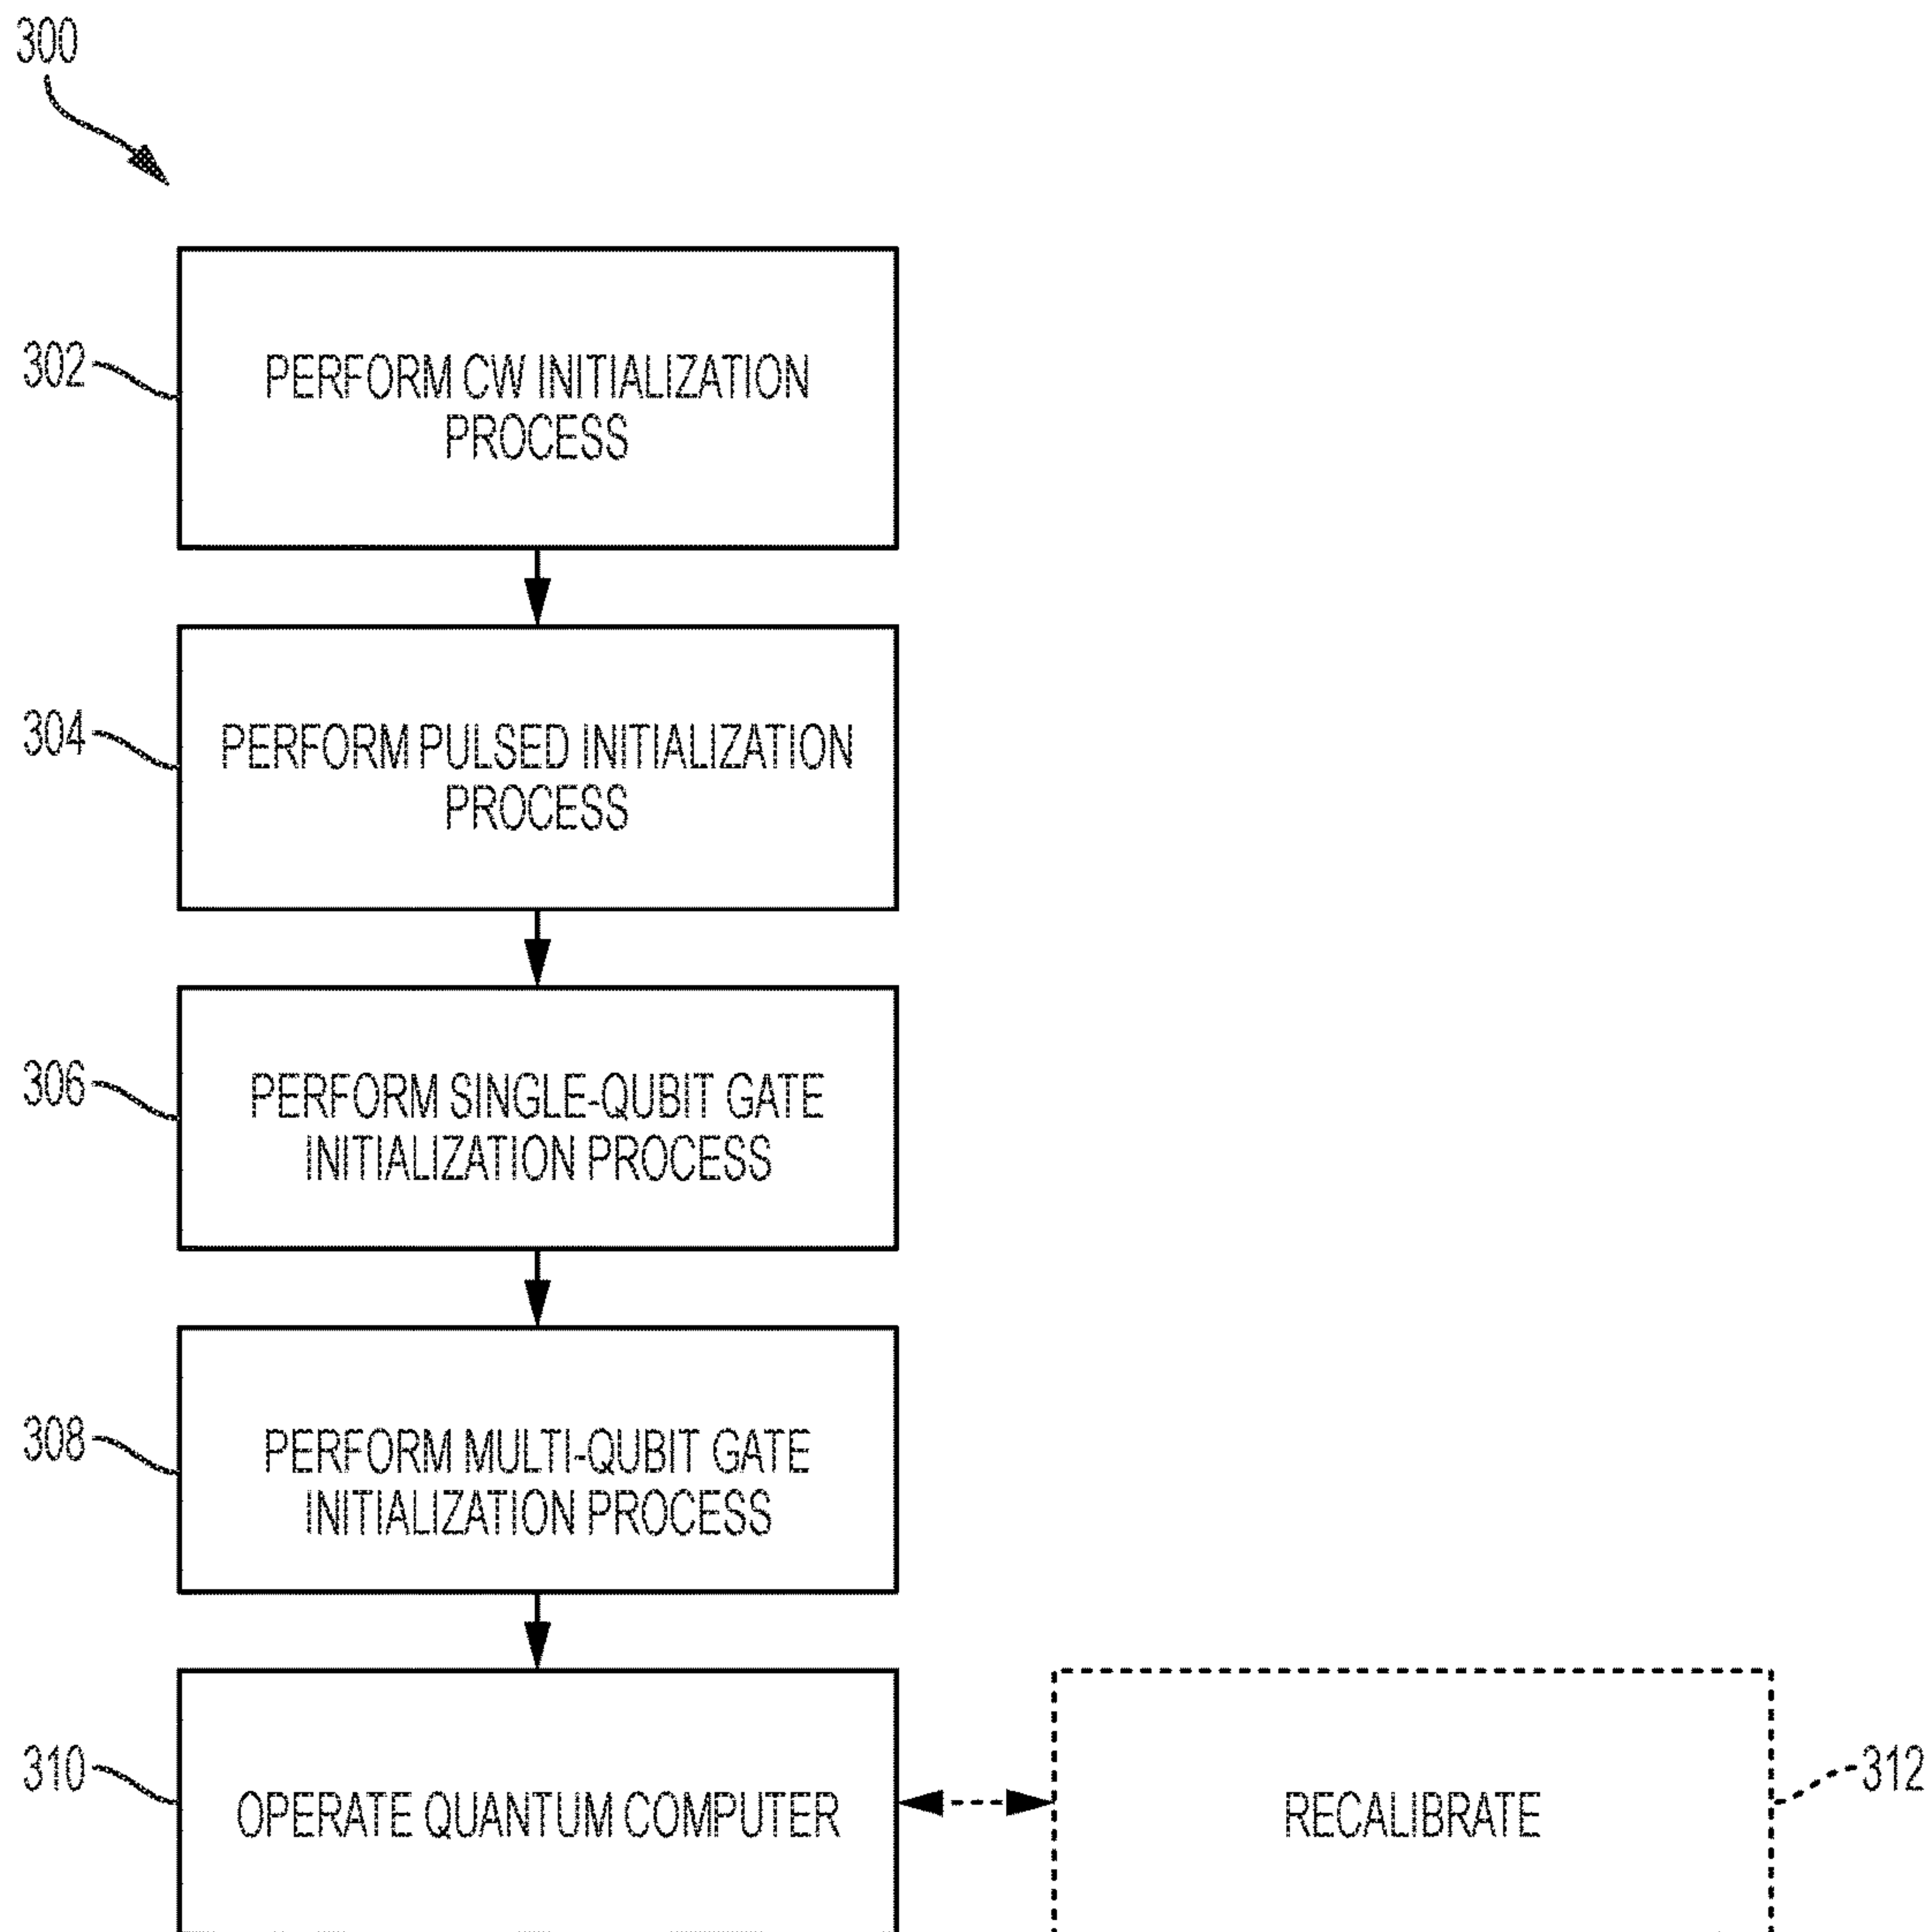 300
302
PERFORM CW INITIALIZATION
PROCESS
304
PERFORM PULSED INITIALIZATION
PROCESS
306
PERFORM SINGLE-QUBIT GATE
INITIALIZATION PROCESS
308
PERFORM MULTI-QUBIT GATE
INITIALIZATION PROCESS
310
OPERATE QUANTUM COMPUTER
RECALIBRATE
312